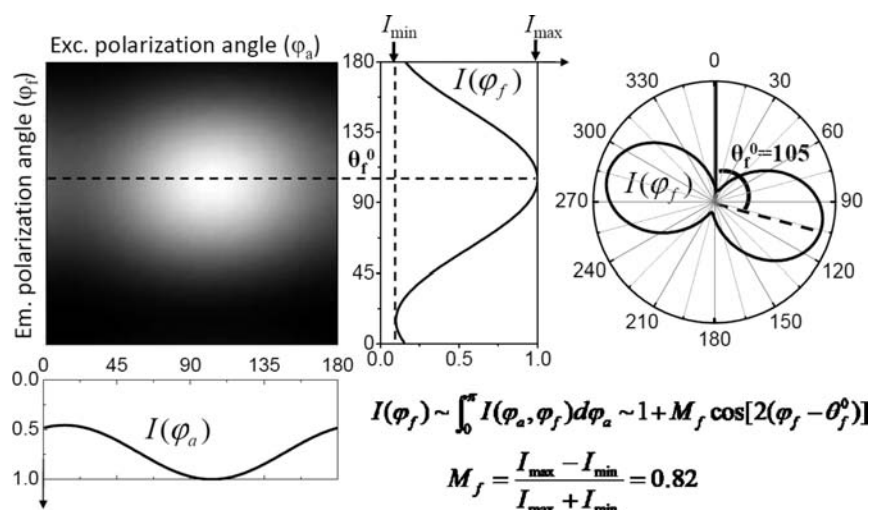 Exc. polarization angle (φa)
Em. polarization angle (φf)
Imin
Imax
I(φf)
180
135
θf⁰
90
45
0
0.0 0.5 1.0
0
330 30
300 60
θf⁰=105
I(φf)
270 90
240 120
210 150
180
0 45 90 135 180
0.0
0.5
1.0
I(φa)
I(φf) ~ ∫₀^π I(φa, φf)dφa ~ 1 + Mf cos[2(φf − θf⁰)]
Mf = (Imax − Imin) / (Imax + Imin) = 0.82